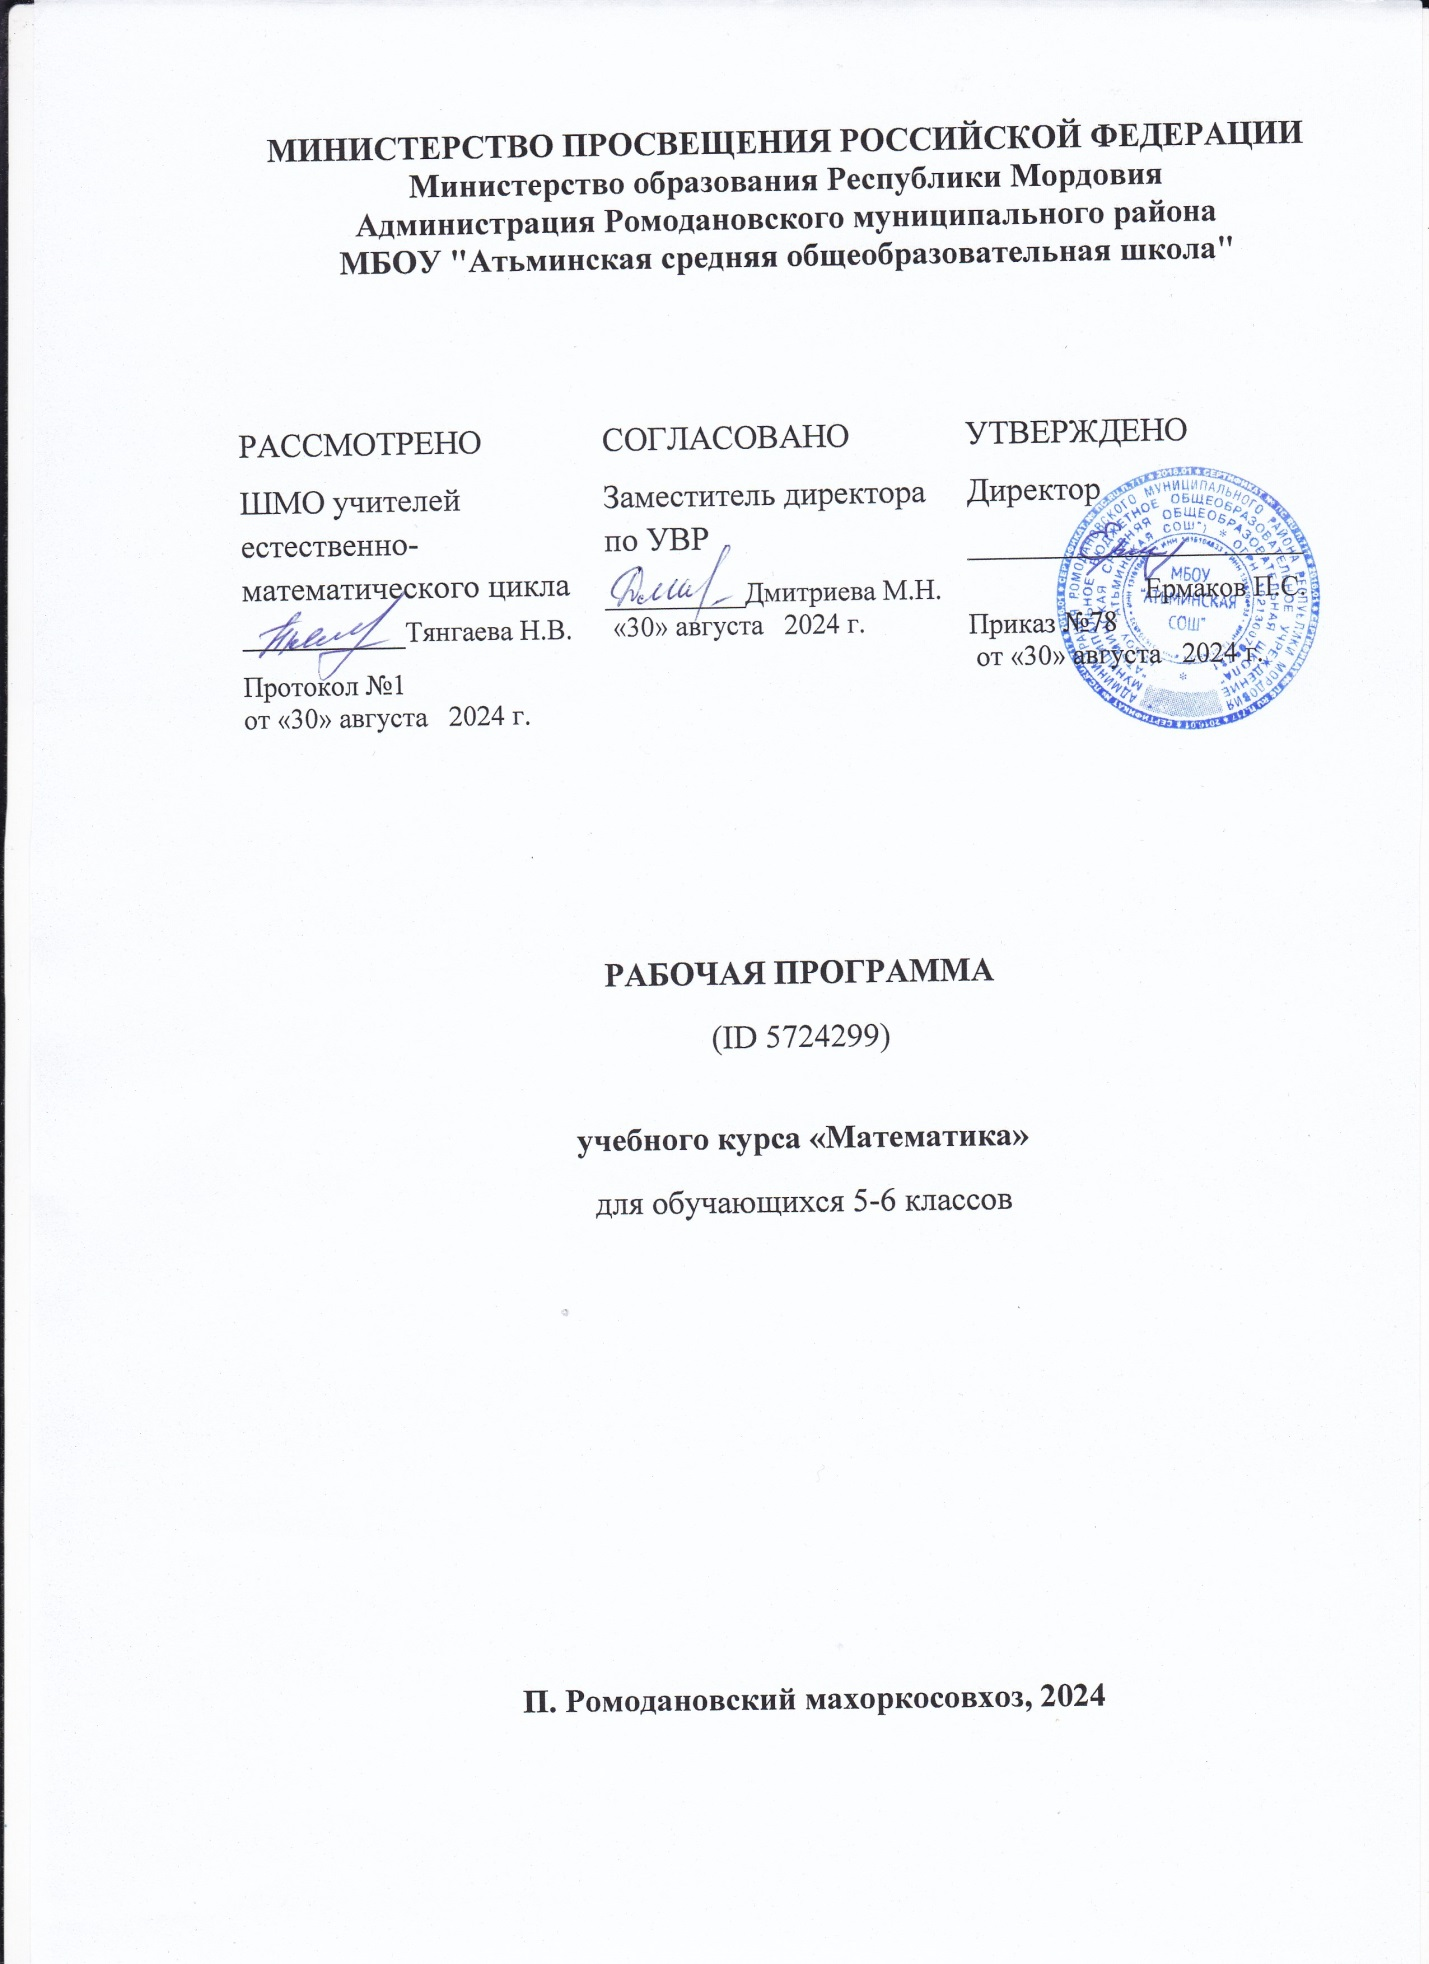 МИНИСТЕРСТВО ПРОСВЕЩЕНИЯ РОССИЙСКОЙ ФЕДЕРАЦИИ
Министерство образования Республики Мордовия
Администрация Ромодановского муниципального района
МБОУ "Атьминская средняя общеобразовательная школа"
РАССМОТРЕНО
ШМО учителей
естественно-
математического цикла
Тянгаева Н.В.
Протокол №1
от «30» августа 2024 г.
СОГЛАСОВАНО
Заместитель директора
по УВР
Дмитриева М.Н.
«30» августа 2024 г.
УТВЕРЖДЕНО
Директор
Ермаков П.С.
Приказ №78
от «30» августа 2024 г.
МБОУ
"АТЬМИНСКАЯ
СОШ"
РАБОЧАЯ ПРОГРАММА
(ID 5724299)
учебного курса «Математика»
для обучающихся 5-6 классов
П. Ромодановский махоркосовхоз, 2024